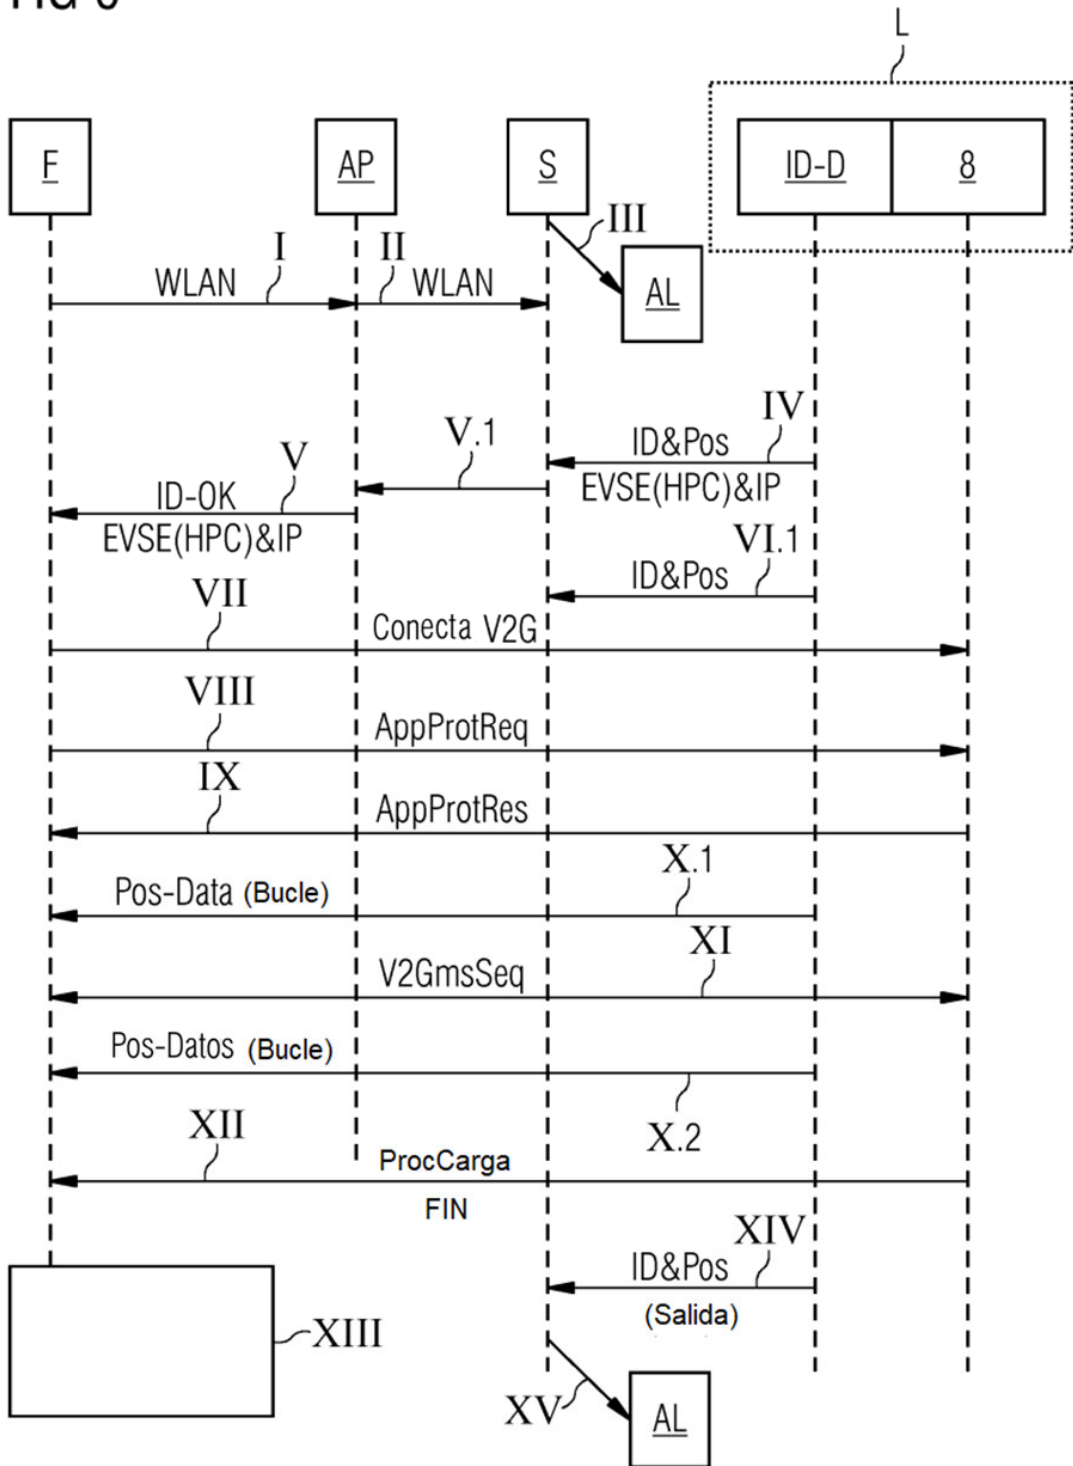 L
F
AP
S
ID-D
8
III
I
II
WLAN
WLAN
AL
IV
V.1
ID&Pos
V
EVSE(HPC)&IP
ID-OK
EVSE(HPC)&IP
VI.1
ID&Pos
VII
Conecta V2G
VIII
AppProtReq
IX
AppProtRes
X.1
Pos-Data (Bucle)
XI
V2GmsSeq
Pos-Datos (Bucle)
X.2
XII
ProcCarga
FIN
XIV
ID&Pos
(Salida)
XIII
XV
AL